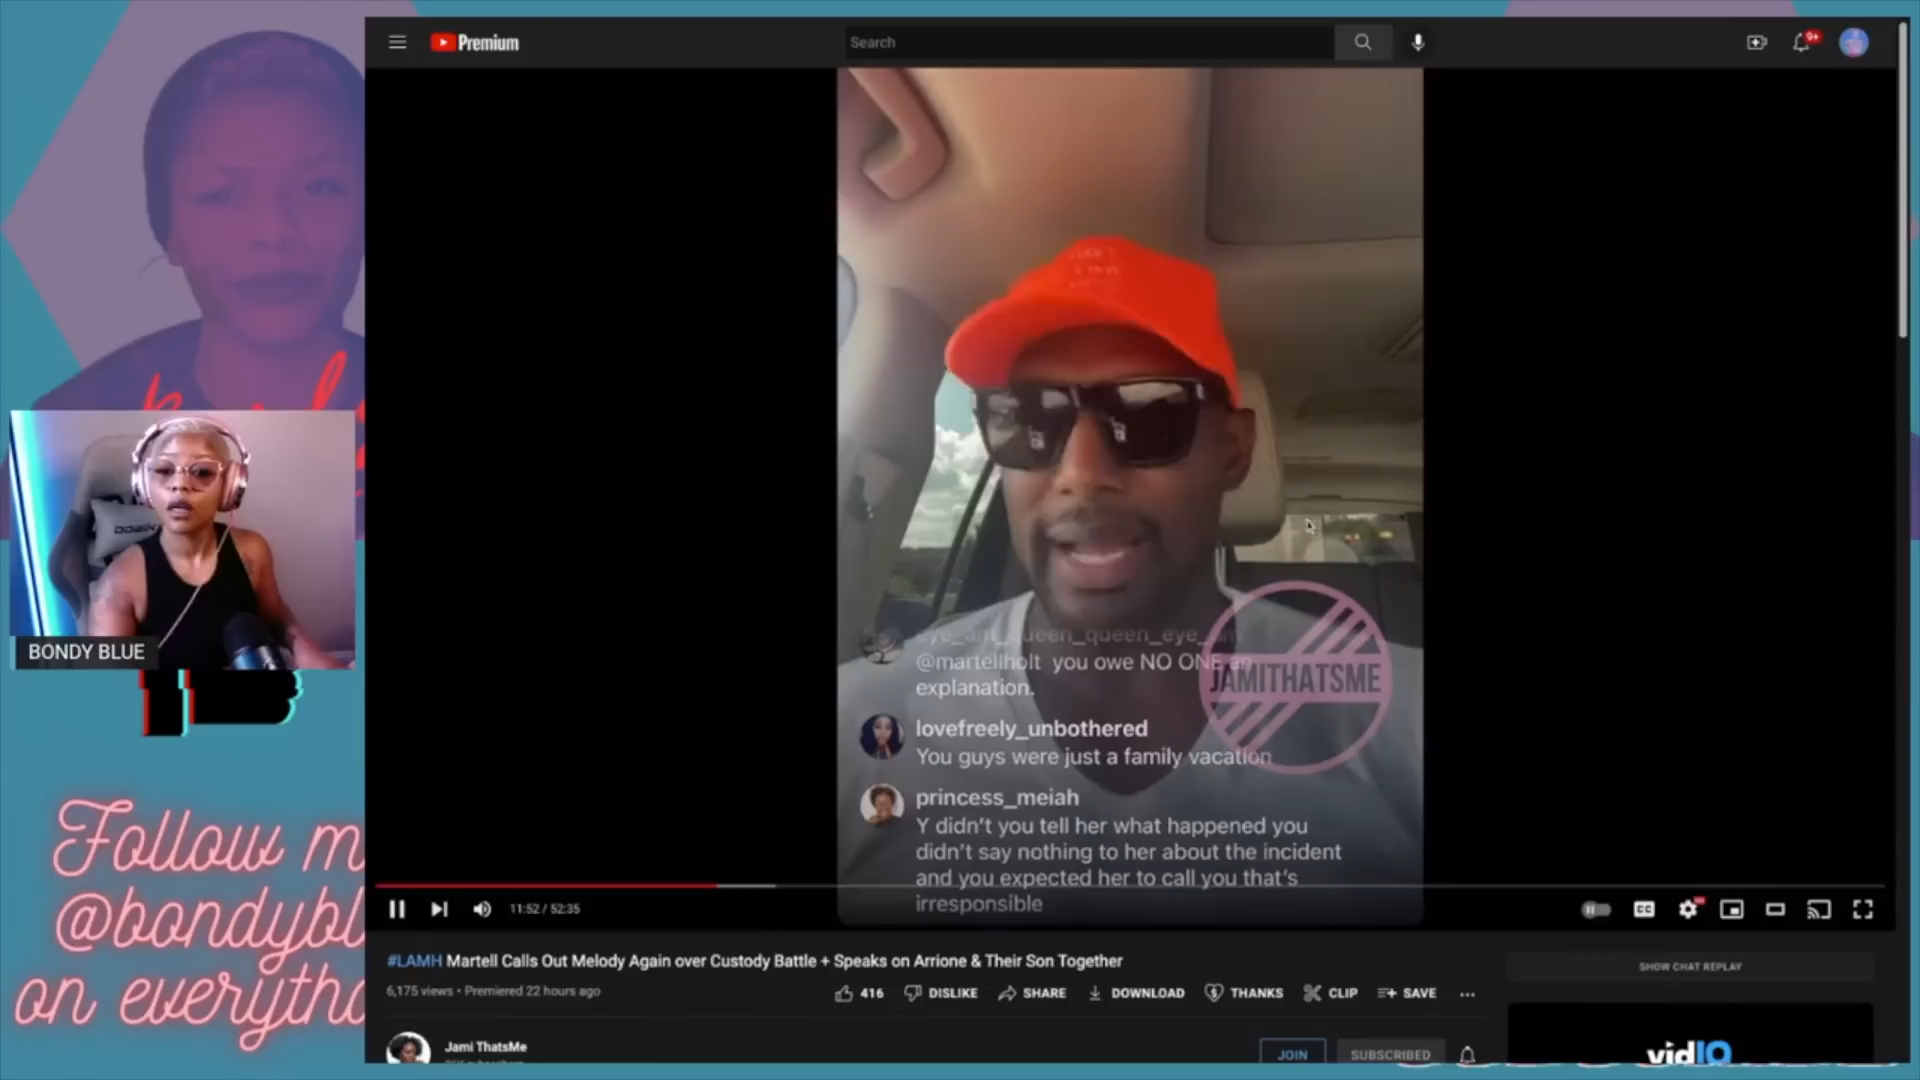 Premium
Search
9+
@martellholt you owe NO ONE an
explanation.
JAMITHATSME
lovefreely_unbothered
You guys were just a family vacation
princess_meiah
Y didn't you tell her what happened you
didn't say nothing to her about the incident
and you expected her to call you that's
irresponsible
BONDY BLUE
Follow m
@bondybl
on everyth
11:52 / 52:35
CC
#LAMH Martell Calls Out Melody Again over Custody Battle + Speaks on Arrione & Their Son Together
6,175 views • Premiered 22 hours ago
416 DISLIKE SHARE DOWNLOAD THANKS CLIP SAVE
SHOW CHAT REPLAY
Jami ThatsMe
JOIN SUBSCRIBED
vidIQ